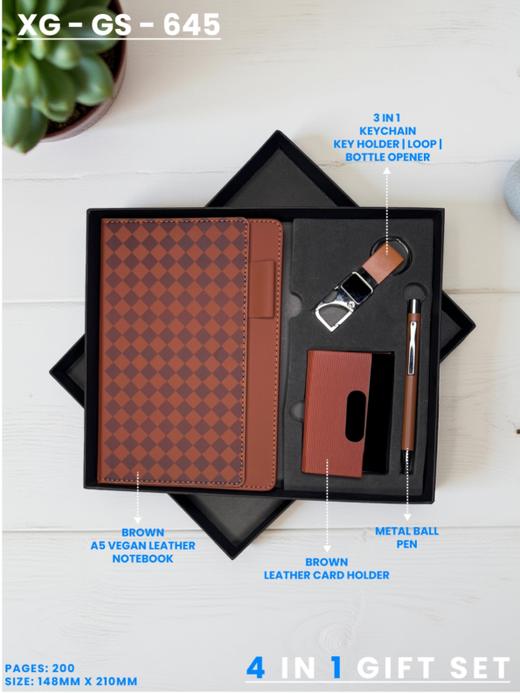 XG - GS - 645
3 IN 1
KEYCHAIN
KEY HOLDER | LOOP |
BOTTLE OPENER
BROWN
A5 VEGAN LEATHER
NOTEBOOK
BROWN
LEATHER CARD HOLDER
METAL BALL
PEN
PAGES: 200
SIZE: 148MM X 210MM
4 IN 1 GIFT SET